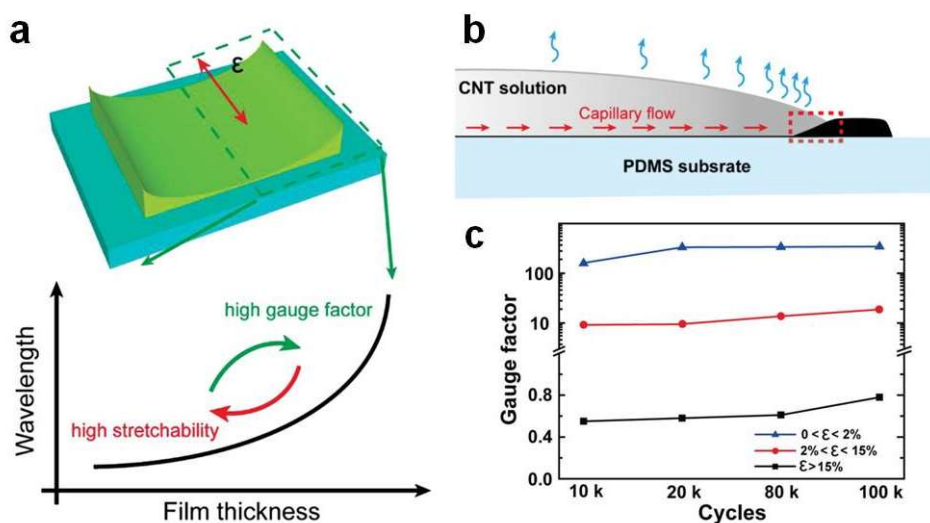 a
ε
Wavelength
high gauge factor
high stretchability
Film thickness
b
CNT solution
Capillary flow
PDMS subsrate
c
Gauge factor
100
10
0.8
0.4
0.0
0 < ε < 2%
2% < ε < 15%
ε > 15%
10 k 20 k 80 k 100 k
Cycles